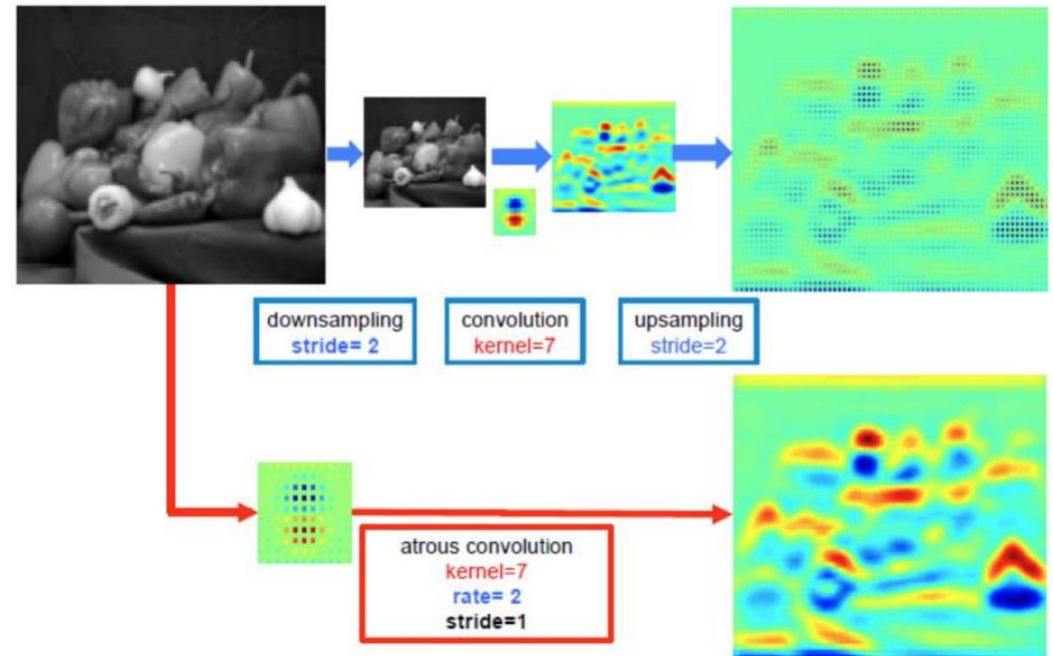 downsampling
stride= 2
convolution
kernel=7
upsampling
stride=2
atrous convolution
kernel=7
rate= 2
stride=1